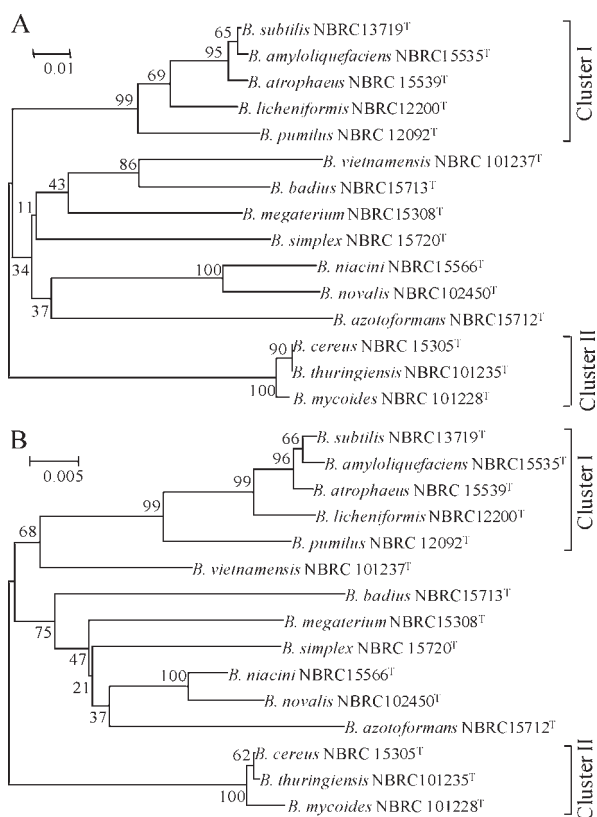 A
65
B. subtilis NBRC13719T
95
B. amyloliquefaciens NBRC15535T
0.01
69
B. atrophaeus NBRC 15539T
99
B. licheniformis NBRC12200T
B. pumilus NBRC 12092T
Cluster I
86
B. vietnamensis NBRC 101237T
43
B. badius NBRC15713T
11
B. megaterium NBRC15308T
B. simplex NBRC 15720T
34
100
B. niacini NBRC15566T
B. novalis NBRC102450T
37
B. azotoformans NBRC15712T
90
B. cereus NBRC 15305T
B. thuringiensis NBRC101235T
100
B. mycoides NBRC 101228T
Cluster II
B
66
B. subtilis NBRC13719T
96
B. amyloliquefaciens NBRC15535T
0.005
99
B. atrophaeus NBRC 15539T
99
B. licheniformis NBRC12200T
68
B. pumilus NBRC 12092T
Cluster I
B. vietnamensis NBRC 101237T
B. badius NBRC15713T
75
B. megaterium NBRC15308T
47
B. simplex NBRC 15720T
21
100
B. niacini NBRC15566T
B. novalis NBRC102450T
37
B. azotoformans NBRC15712T
62
B. cereus NBRC 15305T
B. thuringiensis NBRC101235T
100
B. mycoides NBRC 101228T
Cluster II